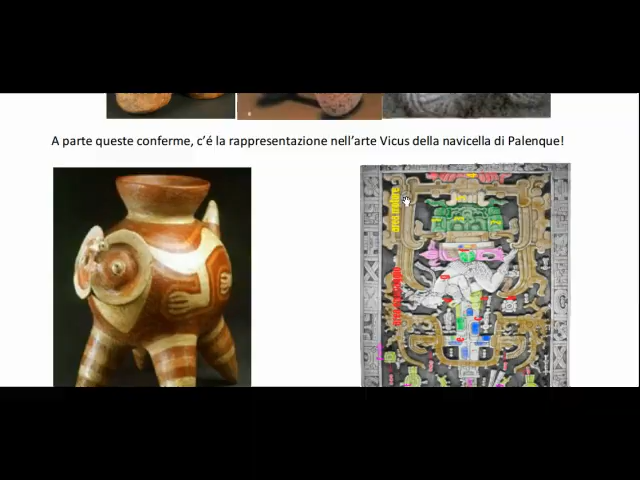 A parte queste conferme, c'é la rappresentazione nell'arte Vicus della navicella di Palenque!